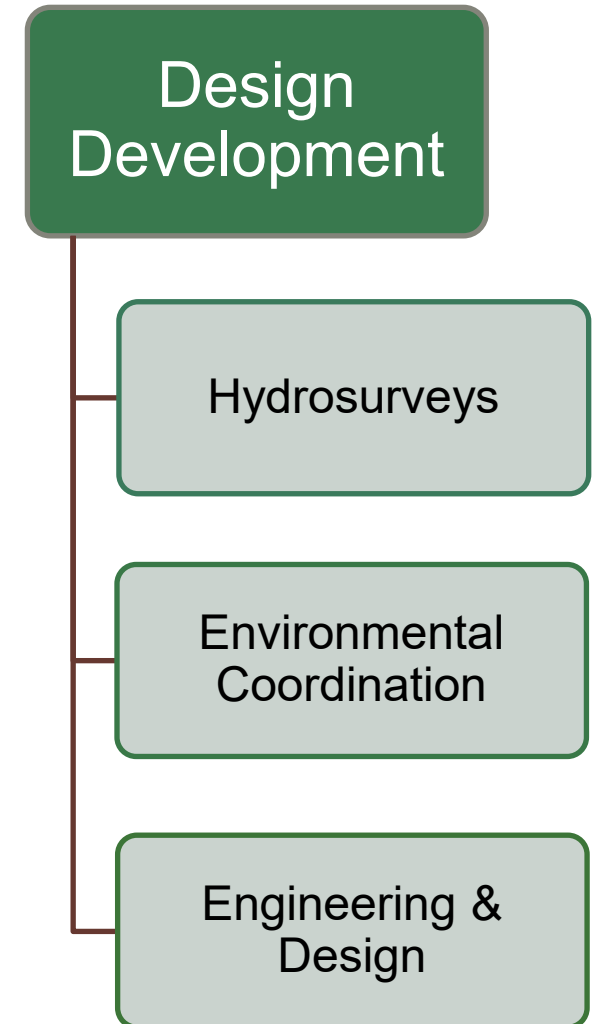 Design
Development
Hydrosurveys
Environmental
Coordination
Engineering &
Design